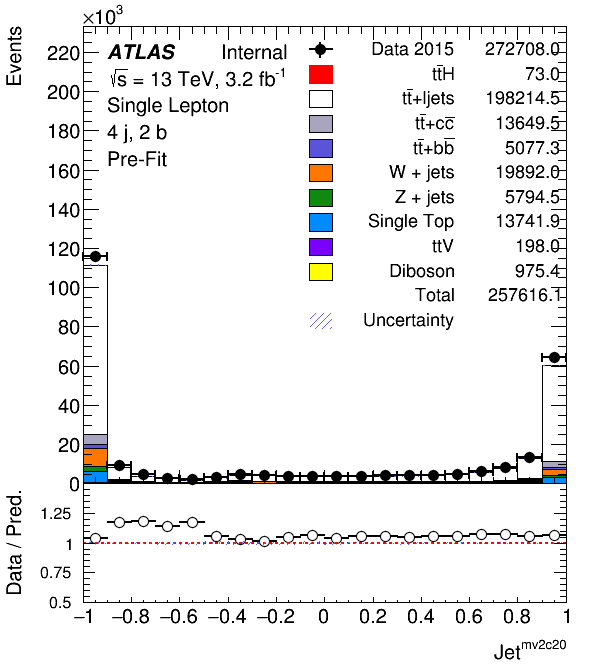 ×10³
Events
220
200
180
160
140
120
100
80
60
40
20
0
ATLAS Internal
√s = 13 TeV, 3.2 fb⁻¹
Single Lepton
4 j, 2 b
Pre-Fit
Data 2015 272708.0
tt̄H 73.0
tt̄+ljets 198214.5
tt̄+cc̄ 13649.5
tt̄+bb̄ 5077.3
W + jets 19892.0
Z + jets 5794.5
Single Top 13741.9
ttV 198.0
Diboson 975.4
Total 257616.1
Uncertainty
Data / Pred.
1.25
1
0.75
0.5
−1 −0.8 −0.6 −0.4 −0.2 0 0.2 0.4 0.6 0.8 1
Jet^mv2c20